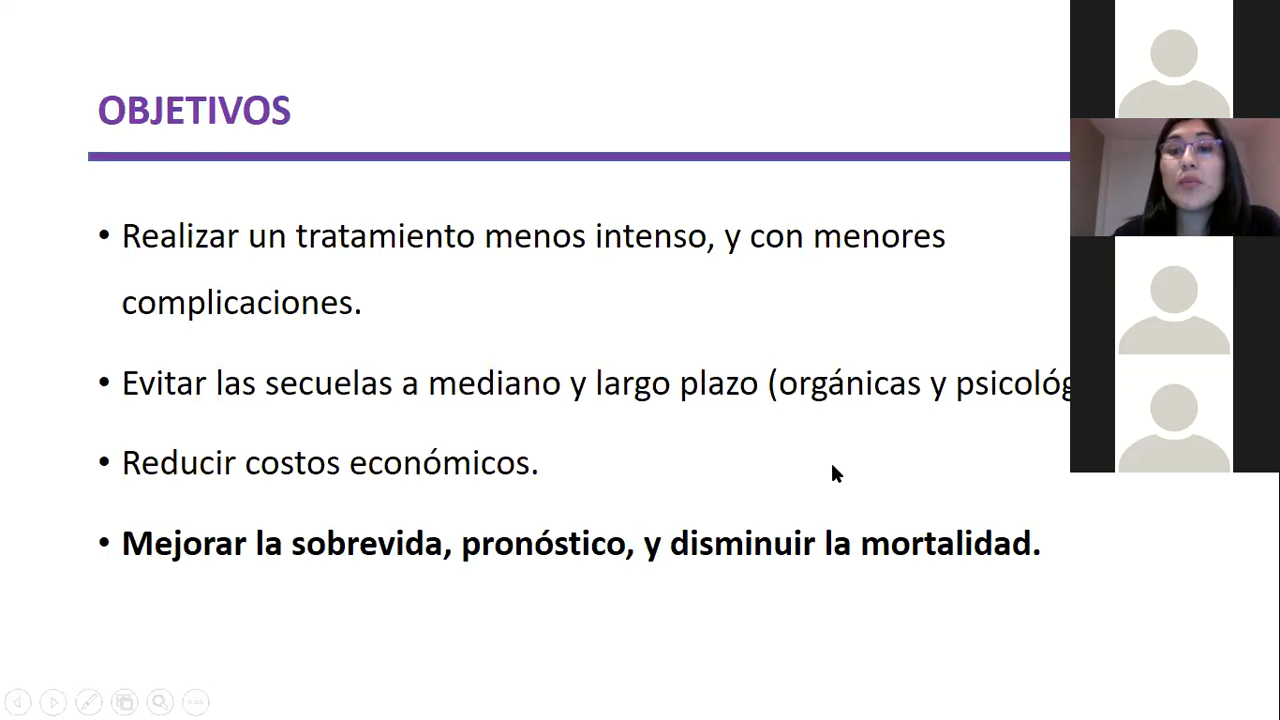 OBJETIVOS
• Realizar un tratamiento menos intenso, y con menores
complicaciones.
• Evitar las secuelas a mediano y largo plazo (orgánicas y
• Reducir costos económicos.
• Mejorar la sobrevida, pronóstico, y disminuir la mortalidad.